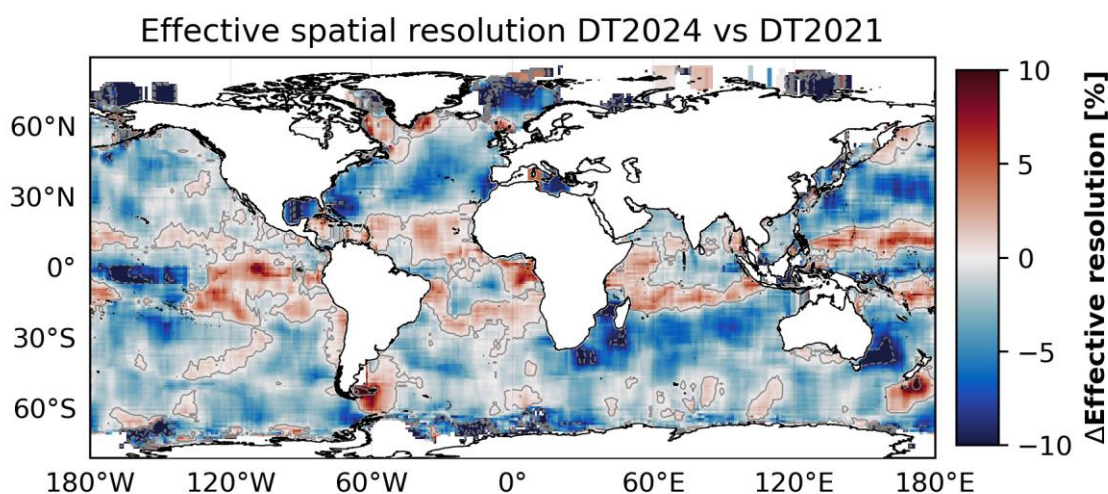 Effective spatial resolution DT2024 vs DT2021
60°N
30°N
0°
30°S
60°S
180°W 120°W 60°W 0° 60°E 120°E 180°E
10
5
0
−5
−10
ΔEffective resolution [%]